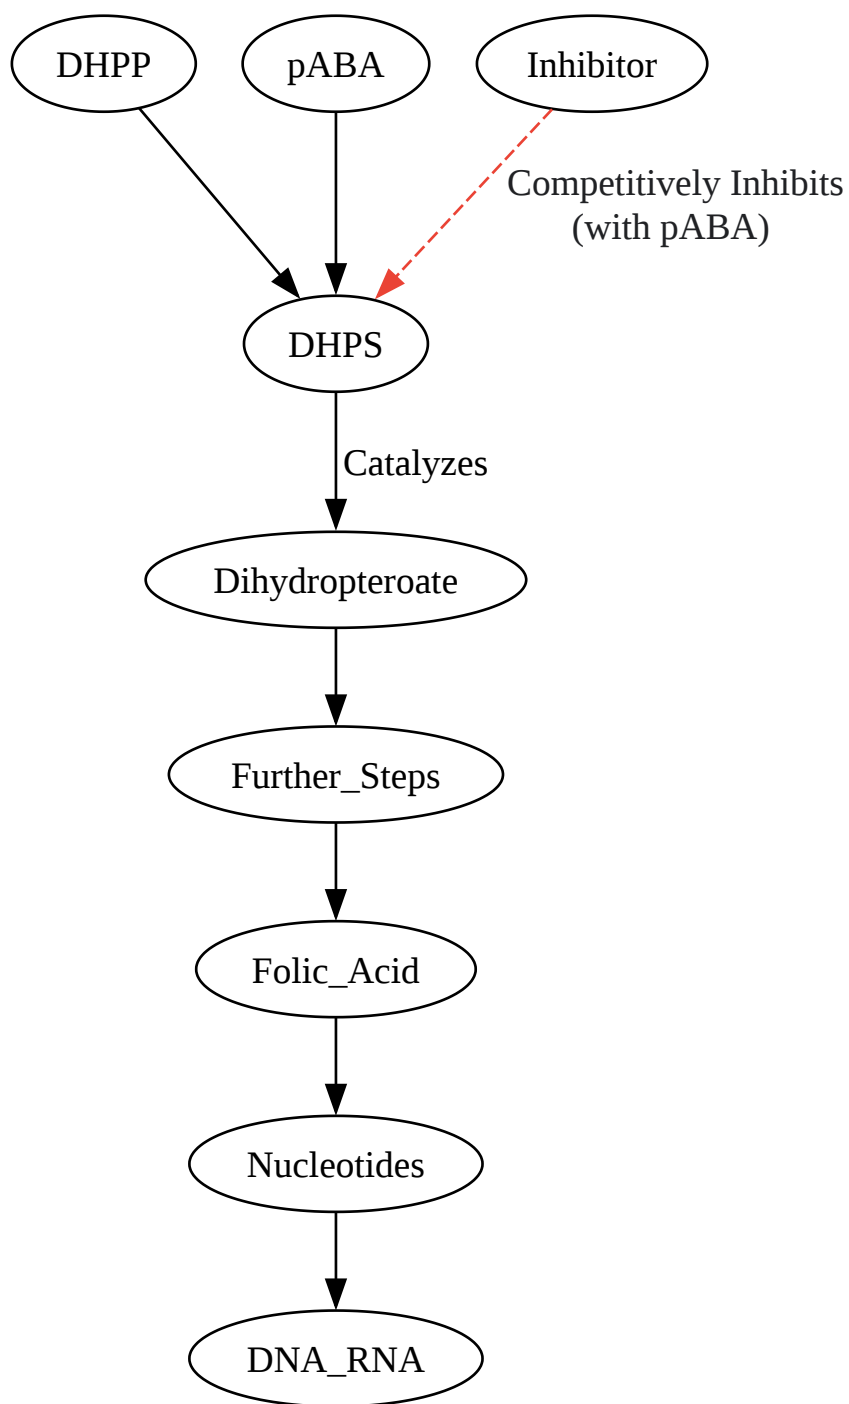 DHPP
pABA
Inhibitor
Competitively Inhibits
(with pABA)
DHPS
Catalyzes
Dihydropteroate
Further_Steps
Folic_Acid
Nucleotides
DNA_RNA